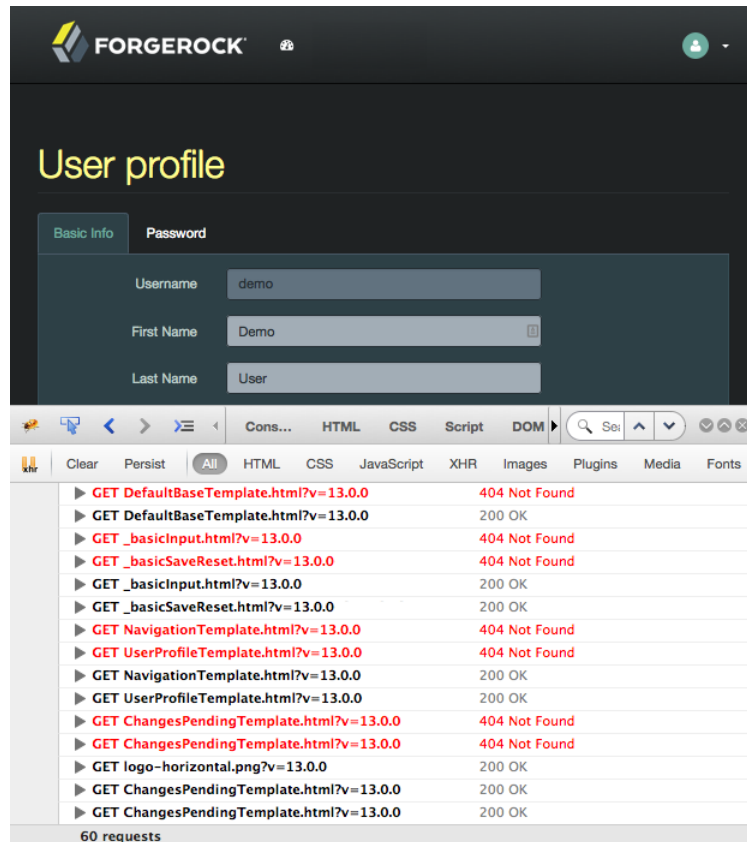 FORGEROCK
User profile
Basic Info Password
Username demo
First Name Demo
Last Name User
Cons... HTML CSS Script DOM
xhr Clear Persist All HTML CSS JavaScript XHR Images Plugins Media Fonts
GET DefaultBaseTemplate.html?v=13.0.0 404 Not Found
GET DefaultBaseTemplate.html?v=13.0.0 200 OK
GET _basicInput.html?v=13.0.0 404 Not Found
GET _basicSaveReset.html?v=13.0.0 404 Not Found
GET _basicInput.html?v=13.0.0 200 OK
GET _basicSaveReset.html?v=13.0.0 200 OK
GET NavigationTemplate.html?v=13.0.0 404 Not Found
GET UserProfileTemplate.html?v=13.0.0 404 Not Found
GET NavigationTemplate.html?v=13.0.0 200 OK
GET UserProfileTemplate.html?v=13.0.0 200 OK
GET ChangesPendingTemplate.html?v=13.0.0 404 Not Found
GET ChangesPendingTemplate.html?v=13.0.0 404 Not Found
GET logo-horizontal.png?v=13.0.0 200 OK
GET ChangesPendingTemplate.html?v=13.0.0 200 OK
GET ChangesPendingTemplate.html?v=13.0.0 200 OK
60 requests